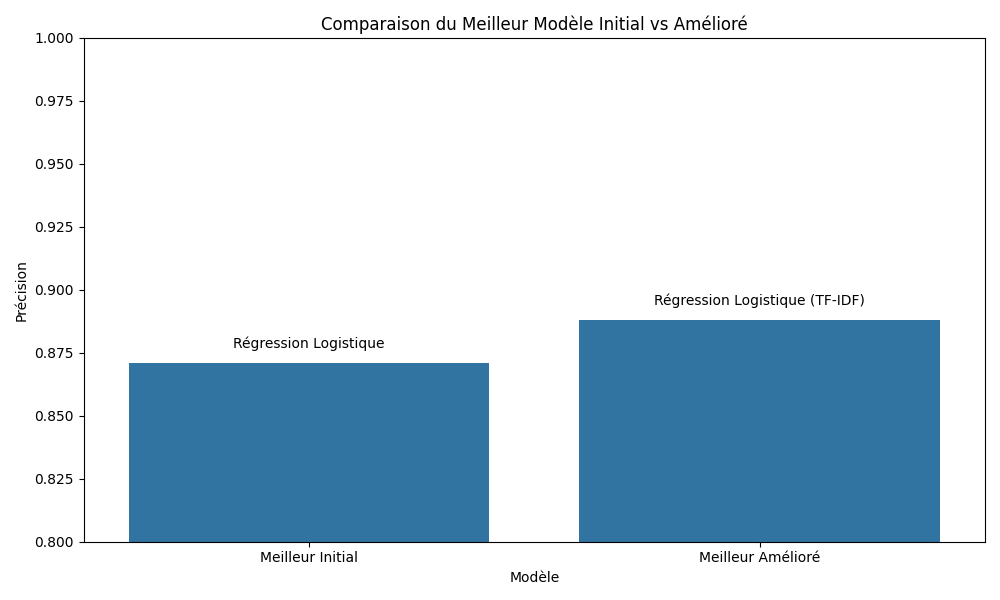 Comparaison du Meilleur Modèle Initial vs Amélioré
1.000
0.975
0.950
0.925
0.900
0.875
0.850
0.825
0.800
Précision
Régression Logistique
Régression Logistique (TF-IDF)
Meilleur Initial
Meilleur Amélioré
Modèle